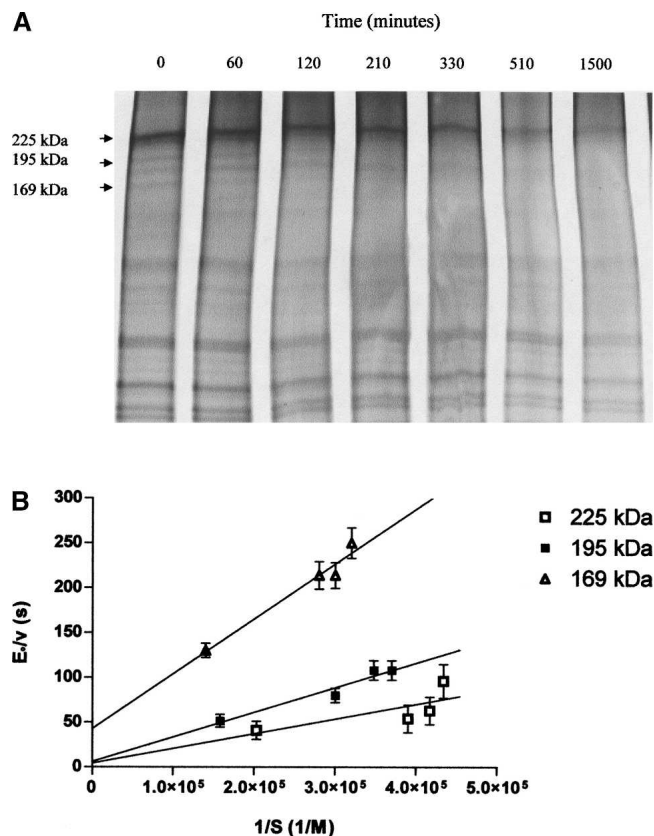 A
Time (minutes)
0 60 120 210 330 510 1500
225 kDa
195 kDa
169 kDa
B
300
250
200
150
100
50
0
E₀/v (s)
0 1.0×10⁵ 2.0×10⁵ 3.0×10⁵ 4.0×10⁵ 5.0×10⁵
1/S (1/M)
225 kDa
195 kDa
169 kDa